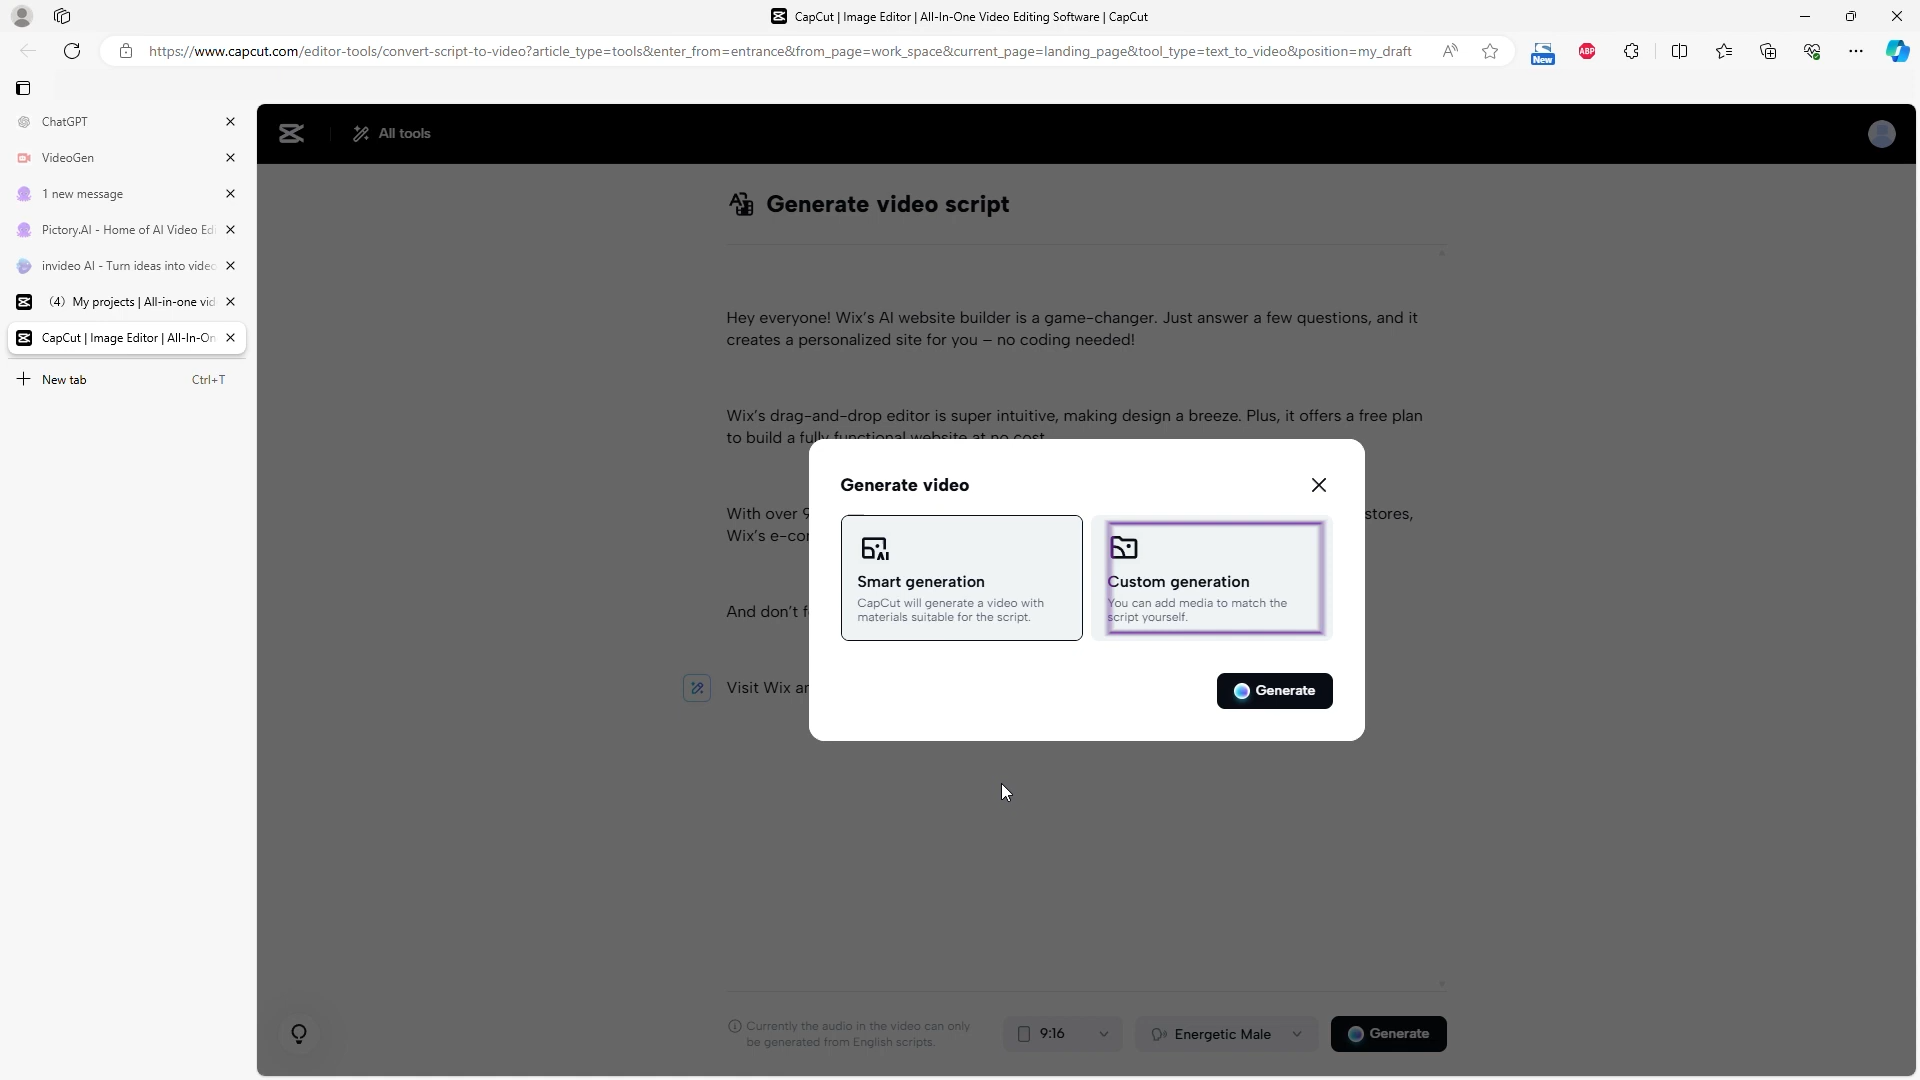 CapCut | Image Editor | All-In-One Video Editing Software | CapCut
https://www.capcut.com/editor-tools/convert-script-to-video?article_type=tools&enter_from=entrance&from_page=work_space&current_page=landing_page&tool_type=text_to_video&position=my_draft
New
ABP
ChatGPT
VideoGen
1 new message
Pictory.AI - Home of AI Video Edi
invideo AI - Turn ideas into video
(4) My projects | All-in-one vid
CapCut | Image Editor | All-In-On
New tab
Ctrl+T
All tools
Generate video script
Hey everyone! Wix's AI website builder is a game-changer. Just answer a few questions, and it
creates a personalized site for you – no coding needed!
Wix's drag-and-drop editor is super intuitive, making design a breeze. Plus, it offers a free plan
to build a fully functional website at no cost.
With over 9
stores,
Wix's e-co
And don't f
Visit Wix a
Generate video
Smart generation
CapCut will generate a video with
materials suitable for the script.
Custom generation
You can add media to match the
script yourself.
Generate
Currently the audio in the video can only
be generated from English scripts.
9:16
Energetic Male
Generate